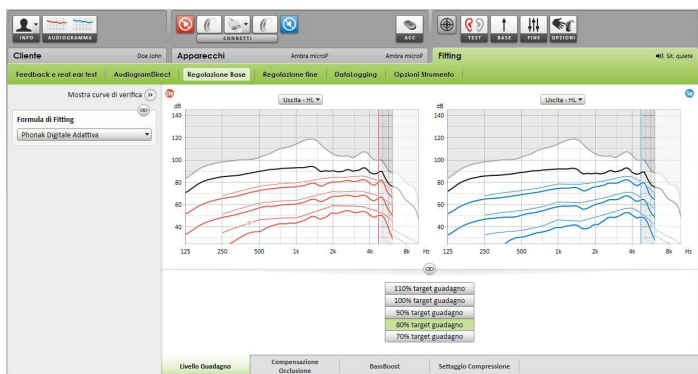 INFO AUDIOGRAMMA CONNETTI ACC TEST BASE FINE OPZIONI
Cliente Doe John Apparecchi Ambra microP Ambra microP Fitting Sit. quiete
Feedback e real ear test AudiogramDirect Regolazione Base Regolazione fine DataLogging Opzioni Strumento
Mostra curve di verifica
Formula di Fitting
Phonak Digitale Adattiva
Uscita - HL Uscita - HL
dB dB
140 140
120 120
100 100
80 80
60 60
40 40
125 250 500 1k 2k 4k 8k Hz 125 250 500 1k 2k 4k 8k Hz
110% target guadagno
100% target guadagno
90% target guadagno
80% target guadagno
70% target guadagno
Livello Guadagno Compensazione Occlusione BassBoost Settaggio Compressione